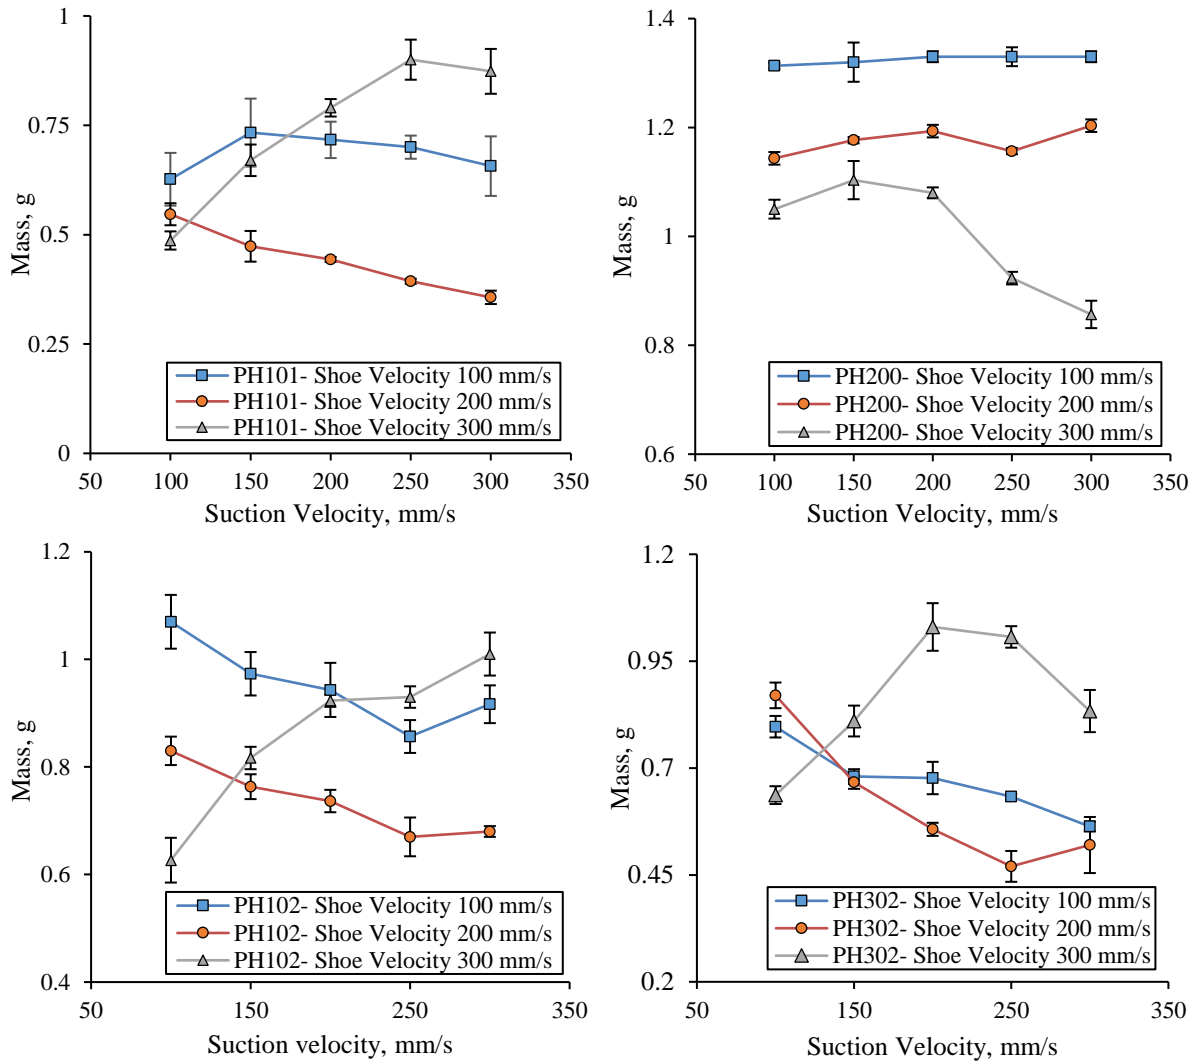 1
0.75
0.5
0.25
0
Mass, g
PH101- Shoe Velocity 100 mm/s
PH101- Shoe Velocity 200 mm/s
PH101- Shoe Velocity 300 mm/s
50 100 150 200 250 300 350
Suction Velocity, mm/s
1.4
1.2
1
0.8
0.6
Mass, g
PH200- Shoe Velocity 100 mm/s
PH200- Shoe Velocity 200 mm/s
PH200- Shoe Velocity 300 mm/s
50 100 150 200 250 300 350
Suction Velocity, mm/s
1.2
1
0.8
0.6
0.4
Mass, g
PH102- Shoe Velocity 100 mm/s
PH102- Shoe Velocity 200 mm/s
PH102- Shoe Velocity 300 mm/s
50 150 250 350
Suction velocity, mm/s
1.2
0.95
0.7
0.45
0.2
Mass, g
PH302- Shoe Velocity 100 mm/s
PH302- Shoe Velocity 200 mm/s
PH302- Shoe Velocity 300 mm/s
50 150 250 350
Suction Velocity, mm/s